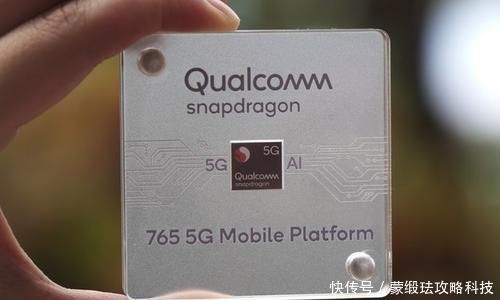 Qualcomm
snapdragon
5G
5G
Qualcomm
snapdragon
AI
765 5G Mobile Platform
快传号/蒙缎珐攻略科技